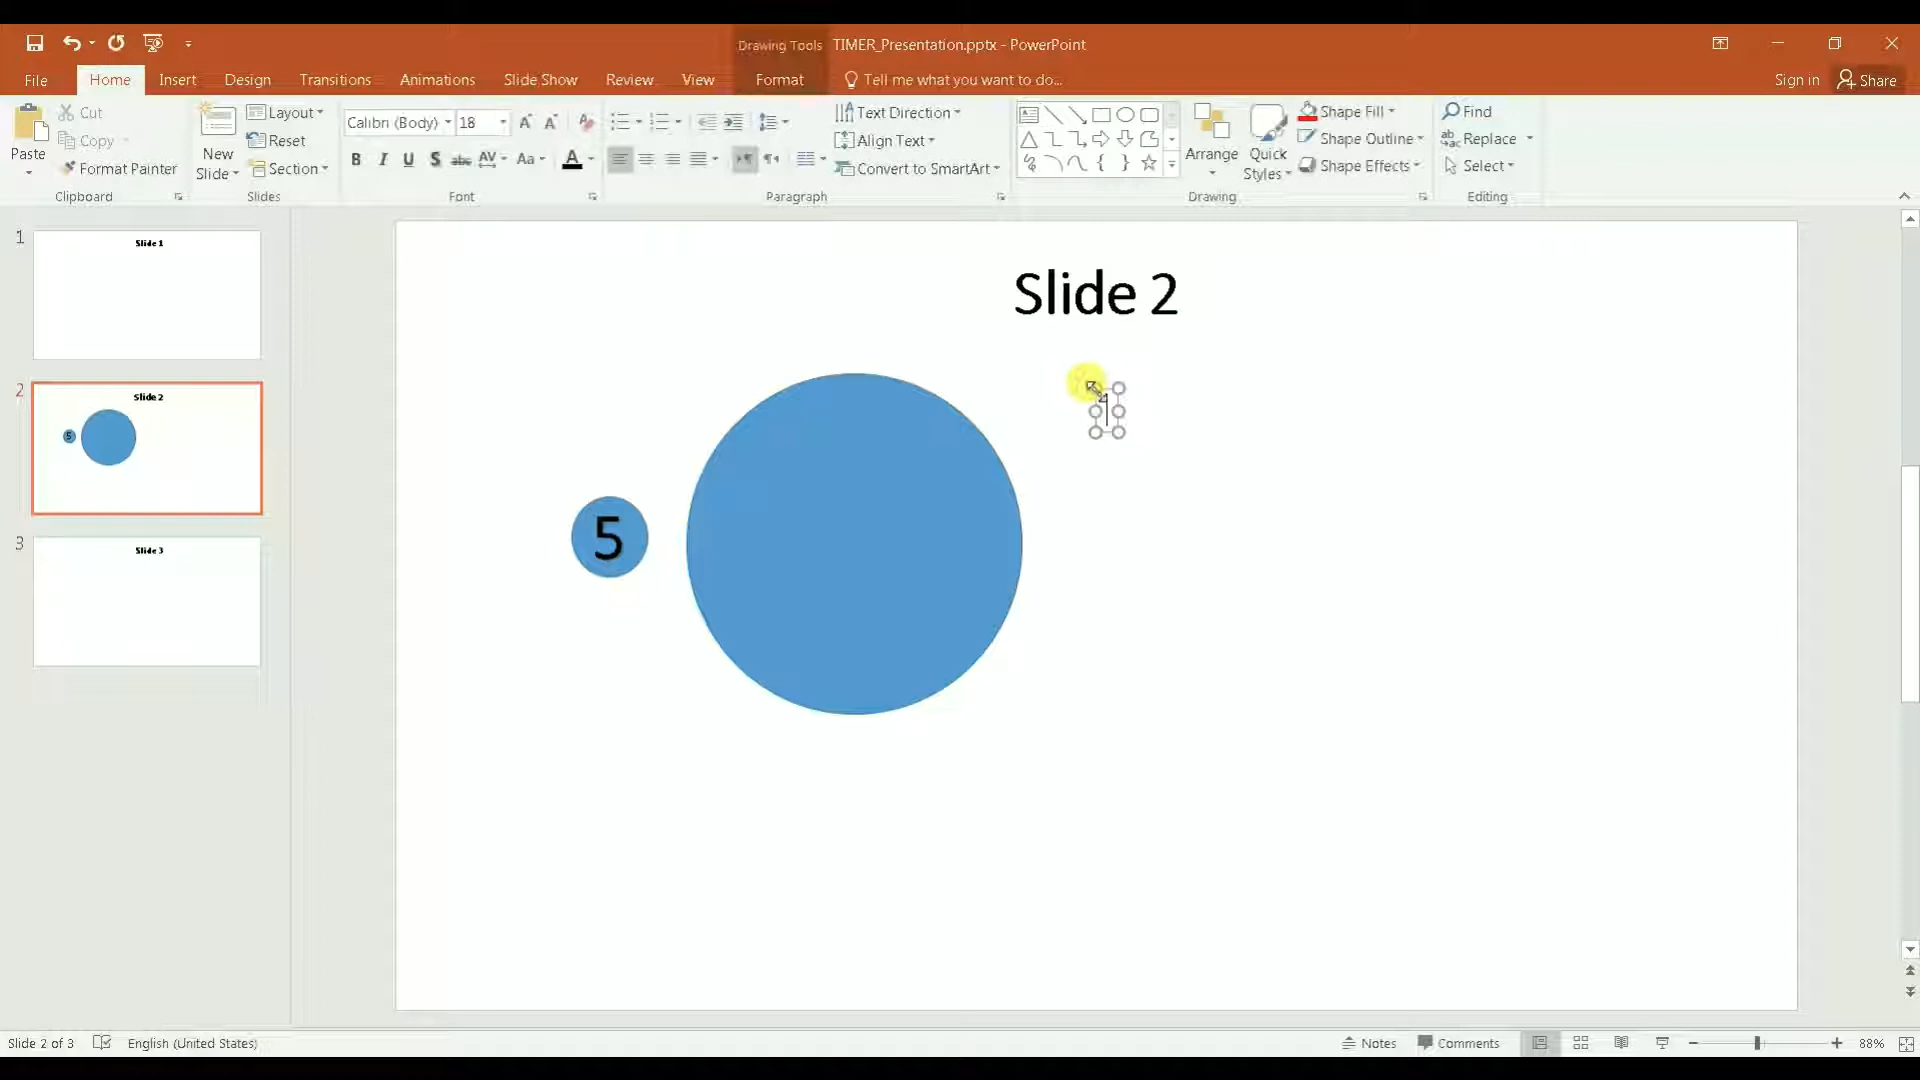 Drawing Tools
TIMER_Presentation.pptx - PowerPoint
File
Home
Insert
Design
Transitions
Animations
Slide Show
Review
View
Format
Tell me what you want to do...
Sign in
Share
Paste
Cut
Copy
Format Painter
Clipboard
New Slide
Layout
Reset
Section
Slides
Calibri (Body)
18
B I U S abc AV Aa A
Font
Paragraph
Text Direction
Align Text
Convert to SmartArt
Arrange
Quick Styles
Shape Fill
Shape Outline
Shape Effects
Drawing
Find
Replace
Select
Editing
1
Slide 1
2
Slide 2
5
3
Slide 3
Slide 2
5
Slide 2 of 3
English (United States)
Notes
Comments
88%